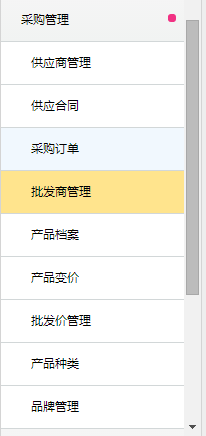 采购管理
供应商管理
供应合同
采购订单
批发商管理
产品档案
产品变价
批发价管理
产品种类
品牌管理